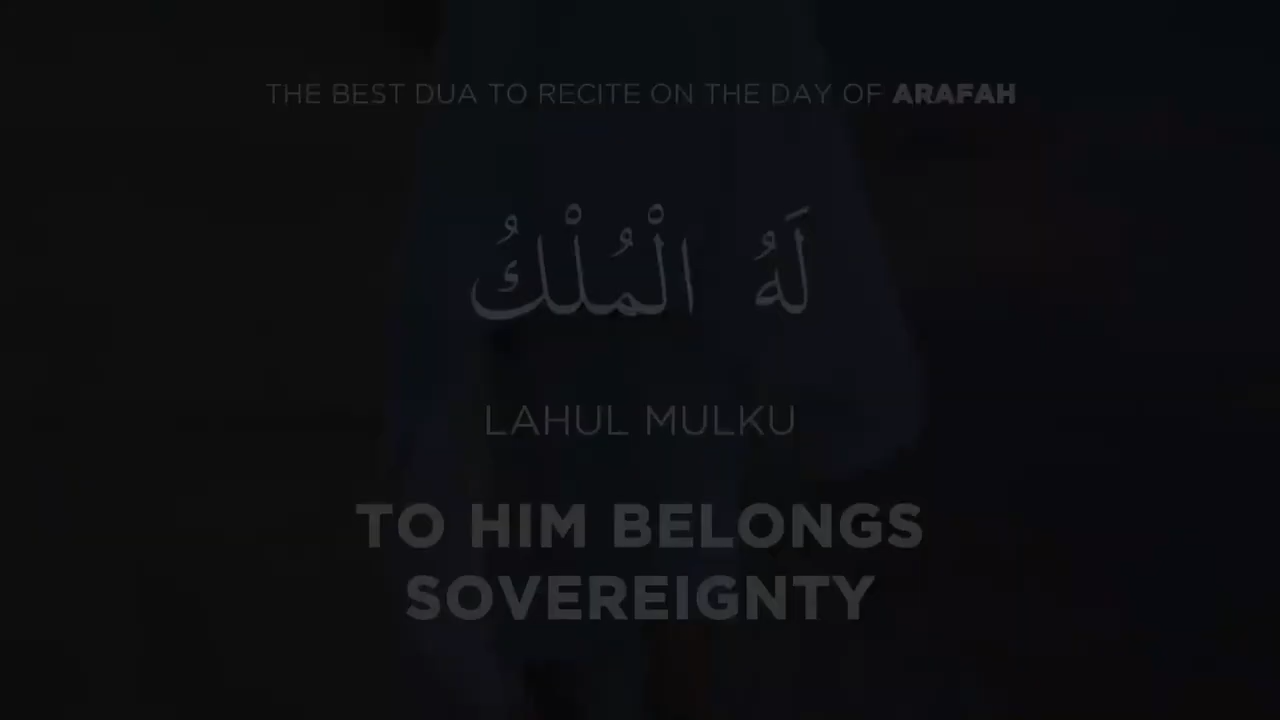 THE BEST DUA TO RECITE ON THE DAY OF ARAFAH
لَهُ الْمُلْكُ
LAHUL MULKU
TO HIM BELONGS
SOVEREIGNTY